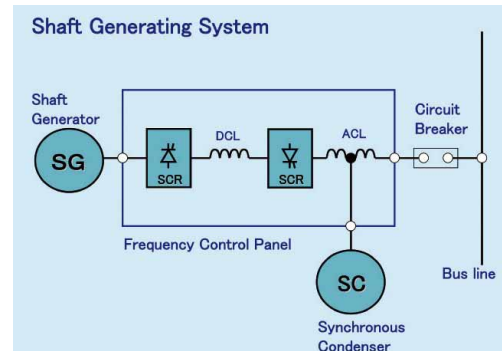 Shaft Generating System
Shaft
Generator
SG
SCR
DCL
SCR
ACL
Circuit
Breaker
Frequency Control Panel
SC
Synchronous
Condenser
Bus line